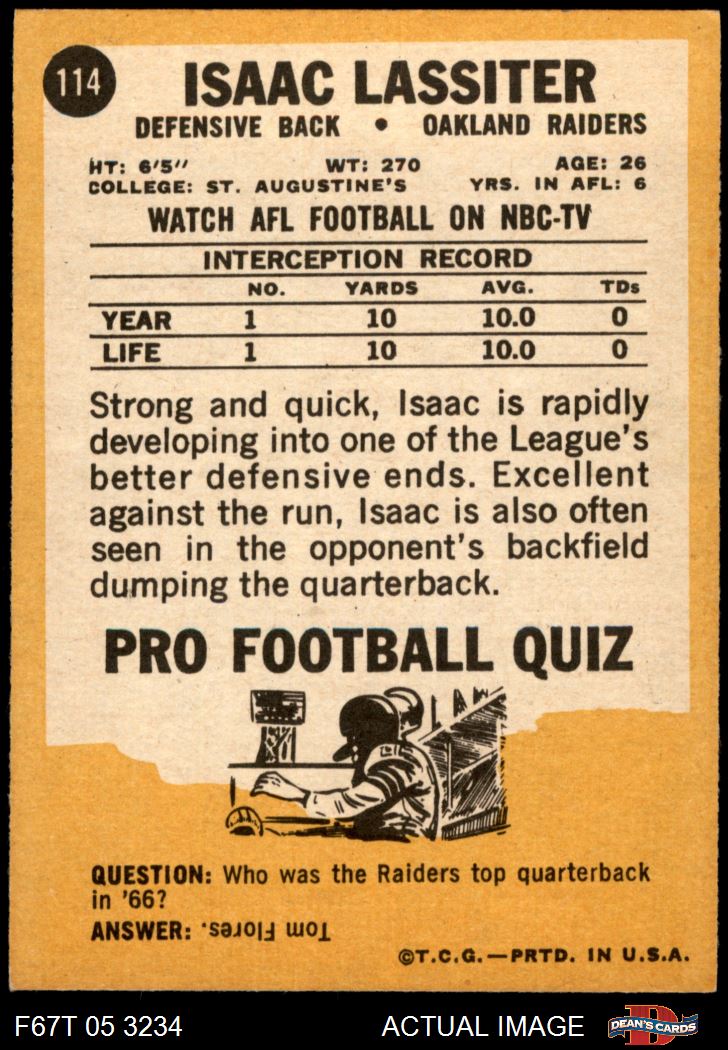 114
ISAAC LASSITER
DEFENSIVE BACK • OAKLAND RAIDERS
HT: 6'5" WT: 270 AGE: 26
COLLEGE: ST. AUGUSTINE'S YRS. IN AFL: 6
WATCH AFL FOOTBALL ON NBC-TV
INTERCEPTION RECORD
NO. YARDS AVG. TDs
YEAR 1 10 10.0 0
LIFE 1 10 10.0 0
Strong and quick, Isaac is rapidly
developing into one of the League's
better defensive ends. Excellent
against the run, Isaac is also often
seen in the opponent's backfield
dumping the quarterback.
PRO FOOTBALL QUIZ
QUESTION: Who was the Raiders top quarterback
in '66?
ANSWER: Tom Flores.
©T.C.G.—PRTD. IN U.S.A.
F67T 05 3234 ACTUAL IMAGE DEAN'S CARDS